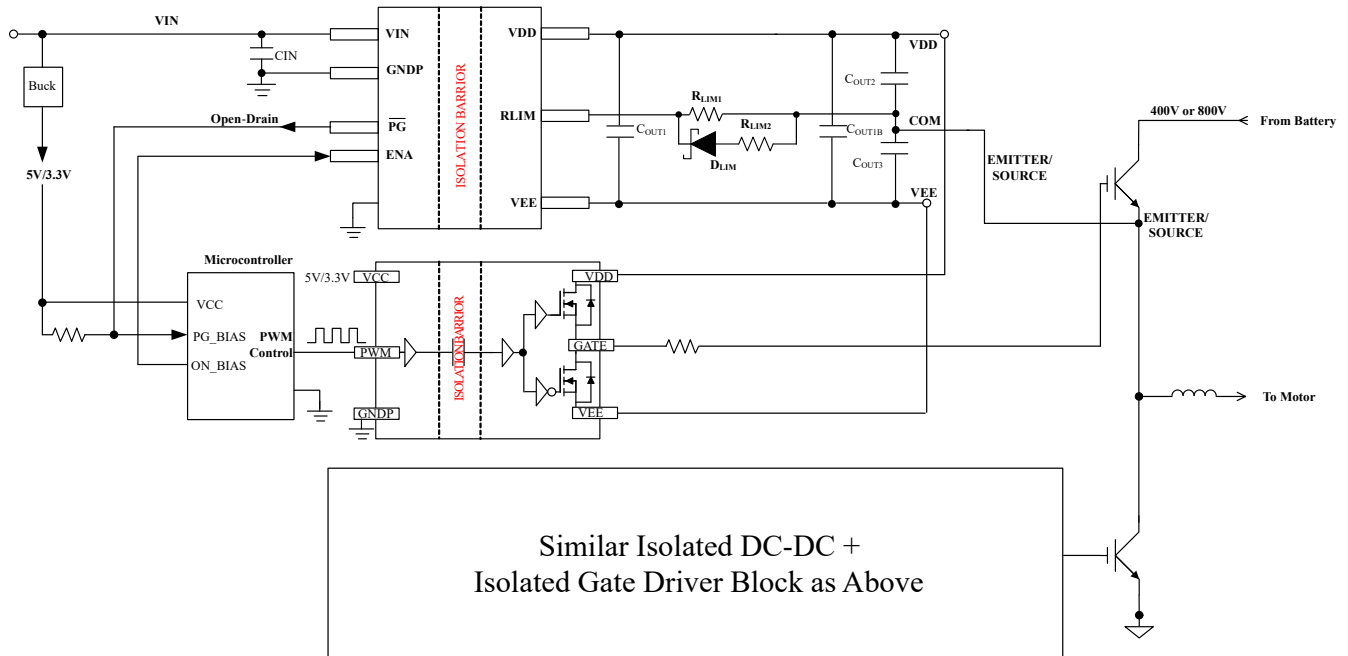 VIN
VIN
VDD
VDD
CIN
GNDP
Buck
COUT2
RLIM1
400V or 800V
Open-Drain
PG
RLIM
COM
From Battery
COUT1
RLIM2
COUT1B
ENA
DLIM
COUT3
ISOLATION BARRIOR
5V/3.3V
EMITTER/
SOURCE
VEE
VEE
EMITTER/
SOURCE
Microcontroller
5V/3.3V
VCC
VDD
VCC
PG_BIAS
PWM
Control
ON_BIAS
PWM
ISOLATION BARRIOR
GATE
GNDP
VEE
To Motor
Similar Isolated DC-DC +
Isolated Gate Driver Block as Above